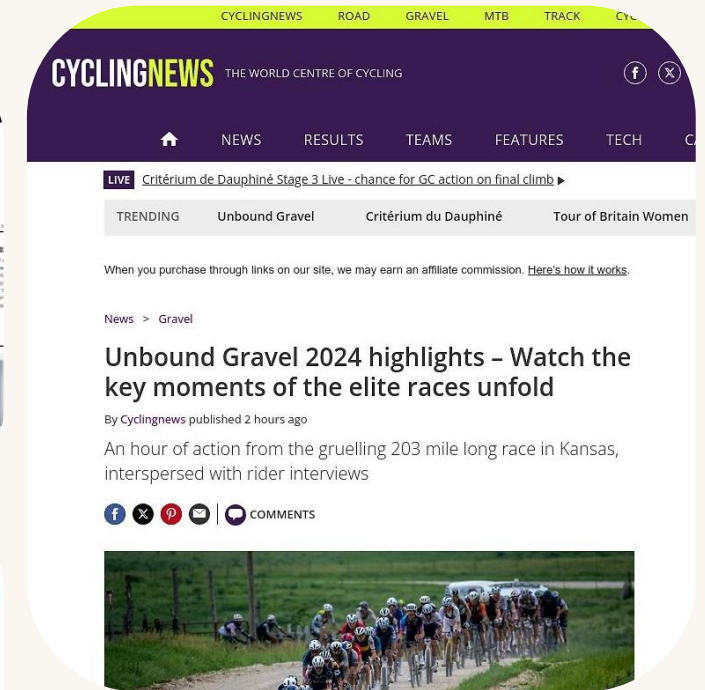 CYCLINGNEWS ROAD GRAVEL MTB TRACK
CYCLINGNEWS THE WORLD CENTRE OF CYCLING
NEWS RESULTS TEAMS FEATURES TECH
LIVE Critérium de Dauphiné Stage 3 Live - chance for GC action on final climb
TRENDING Unbound Gravel Critérium du Dauphiné Tour of Britain Women
When you purchase through links on our site, we may earn an affiliate commission. Here's how it works.
News > Gravel
Unbound Gravel 2024 highlights – Watch the
key moments of the elite races unfold
By Cyclingnews published 2 hours ago
An hour of action from the gruelling 203 mile long race in Kansas,
interspersed with rider interviews
COMMENTS